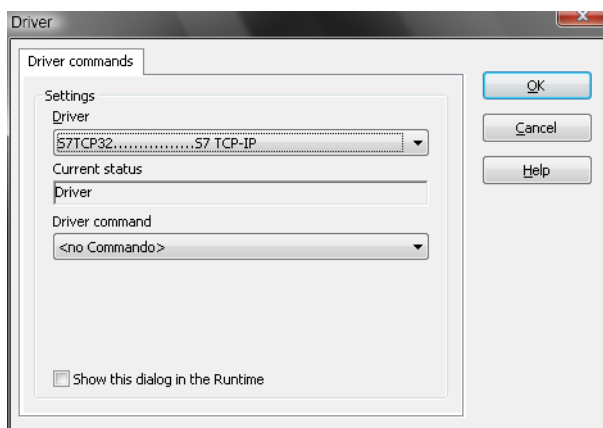 Driver
Driver commands
Settings
Driver
S7TCP32................S7 TCP-IP
Current status
Driver
Driver command
<no Commando>
Show this dialog in the Runtime
OK
Cancel
Help